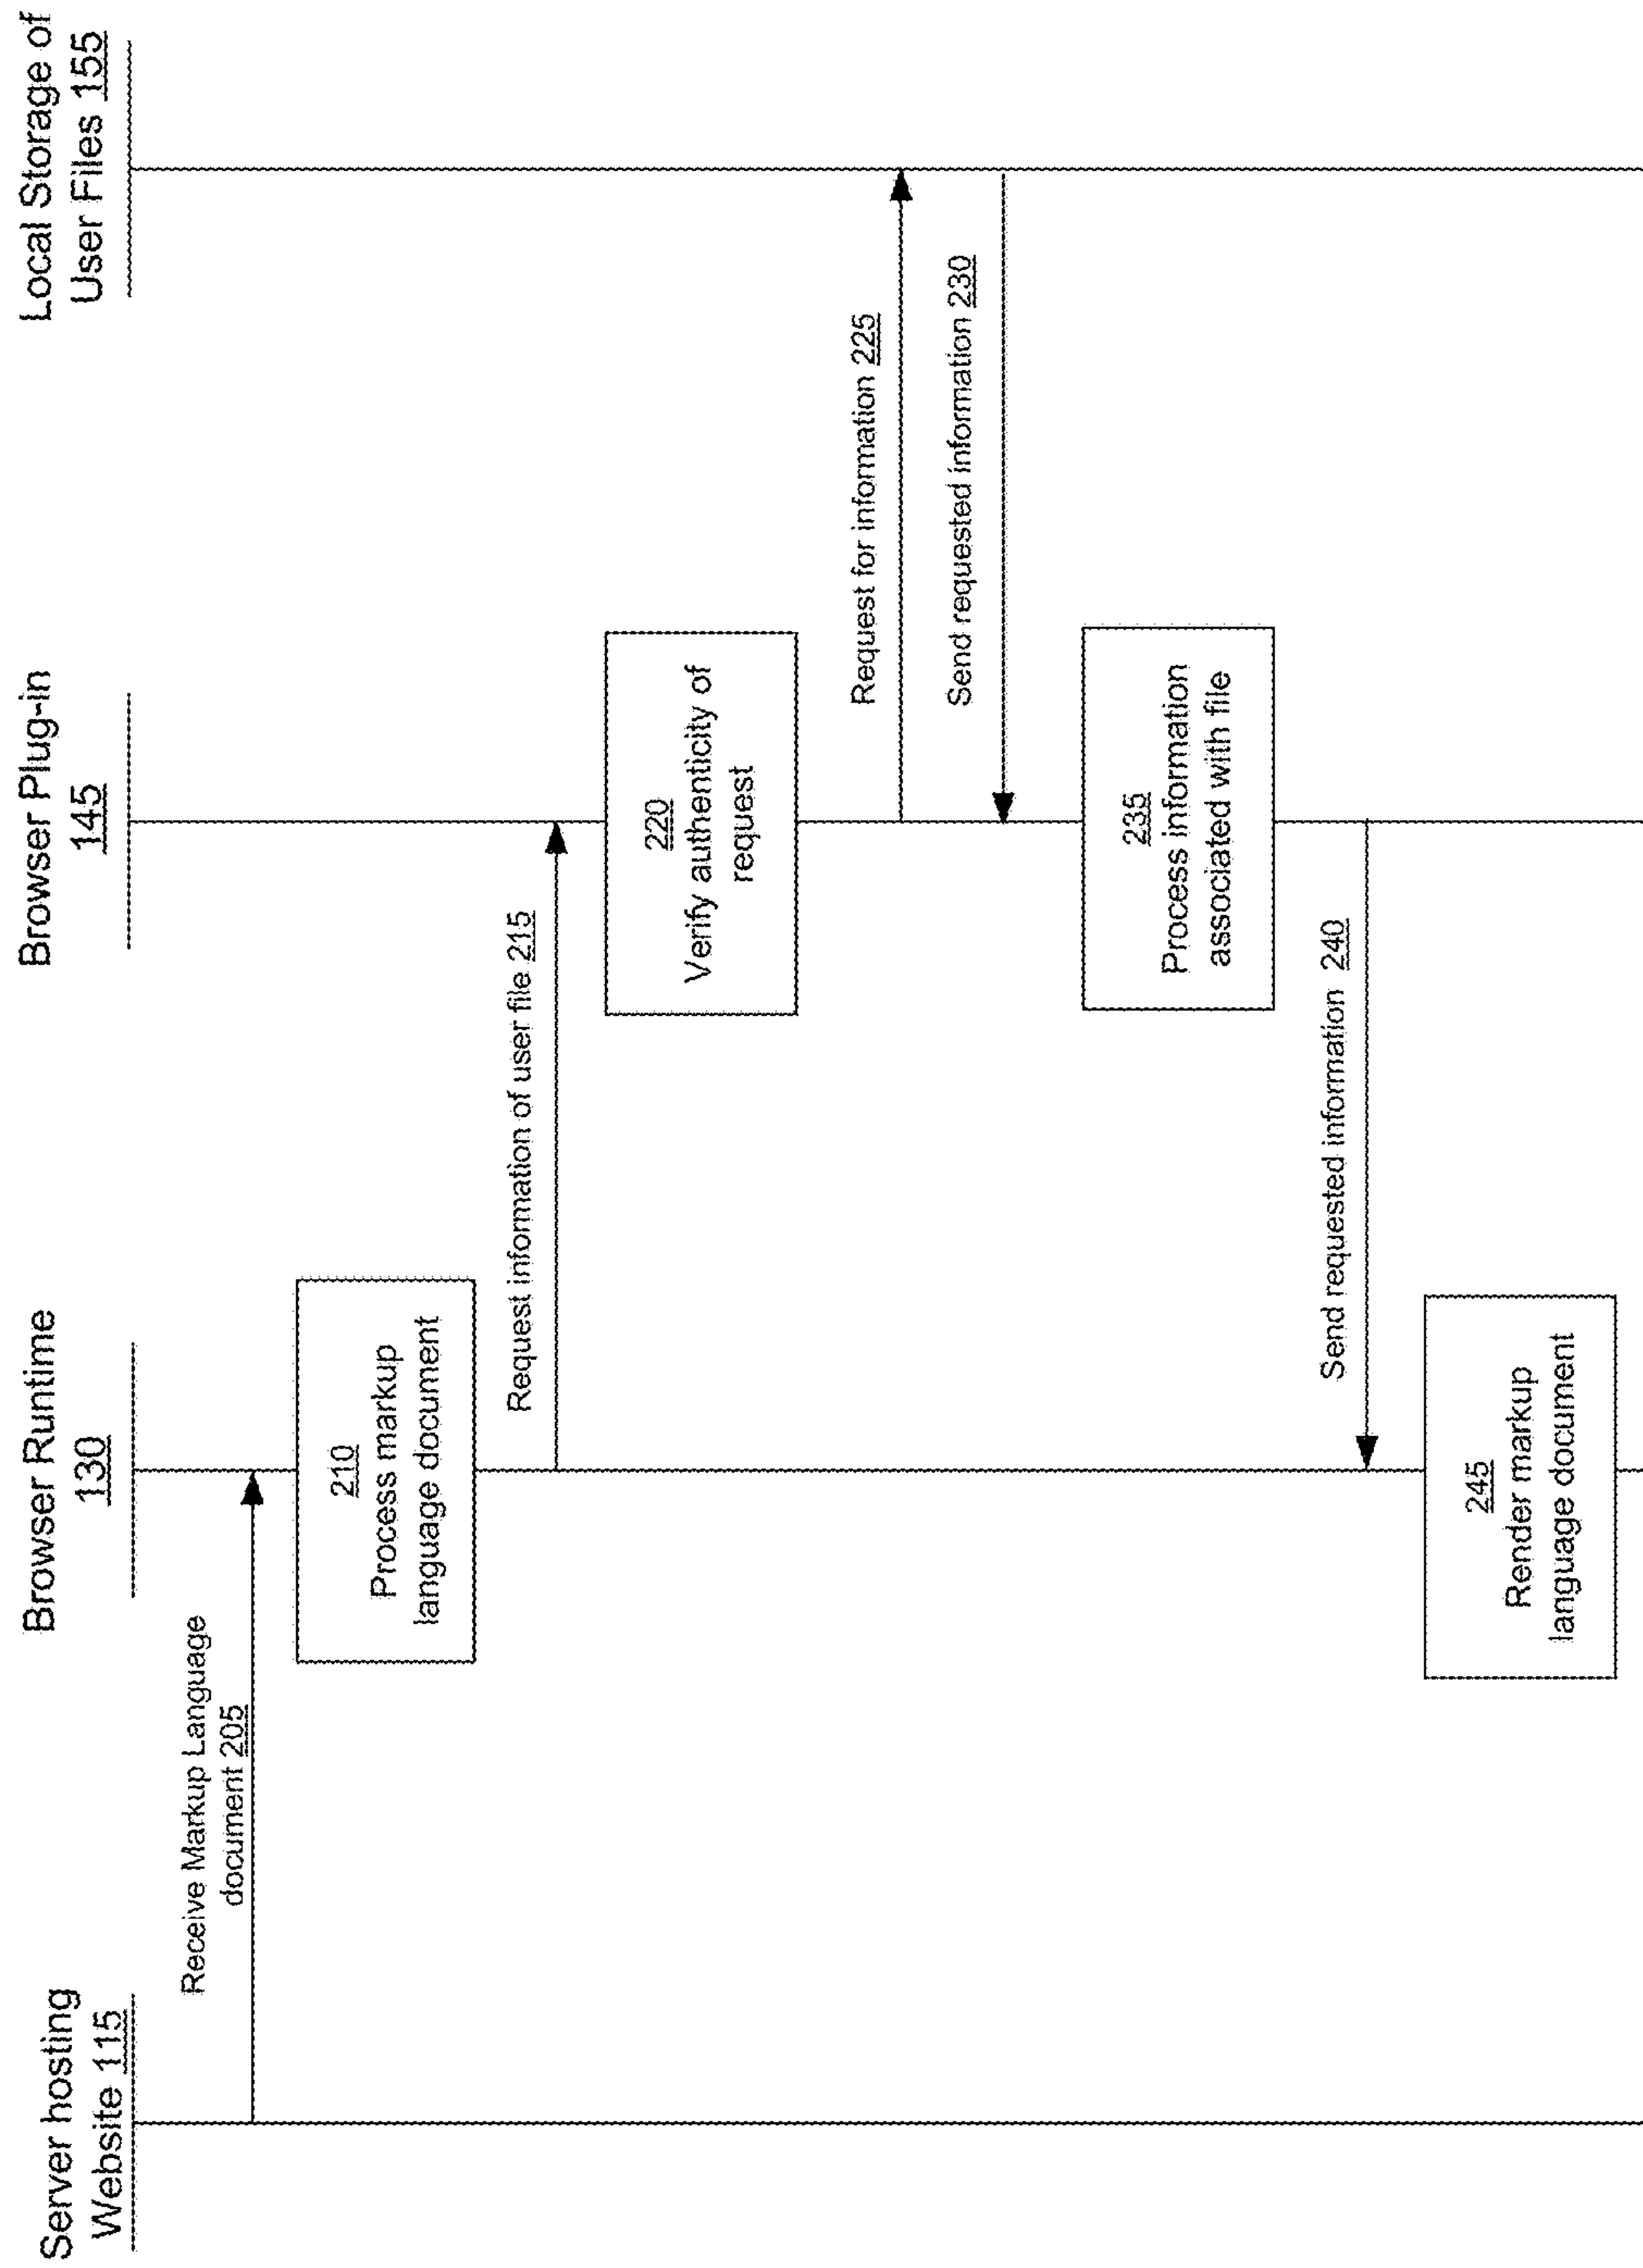 Server hosting
Website 115
Browser Runtime
130
Browser Plug-in
145
Local Storage of
User Files 155
Receive Markup Language
document 205
210
Process markup
language document
Request information of user file 215
220
Verify authenticity of
request
Request for information 225
Send requested information 230
235
Process information
associated with file
Send requested information 240
245
Render markup
language document